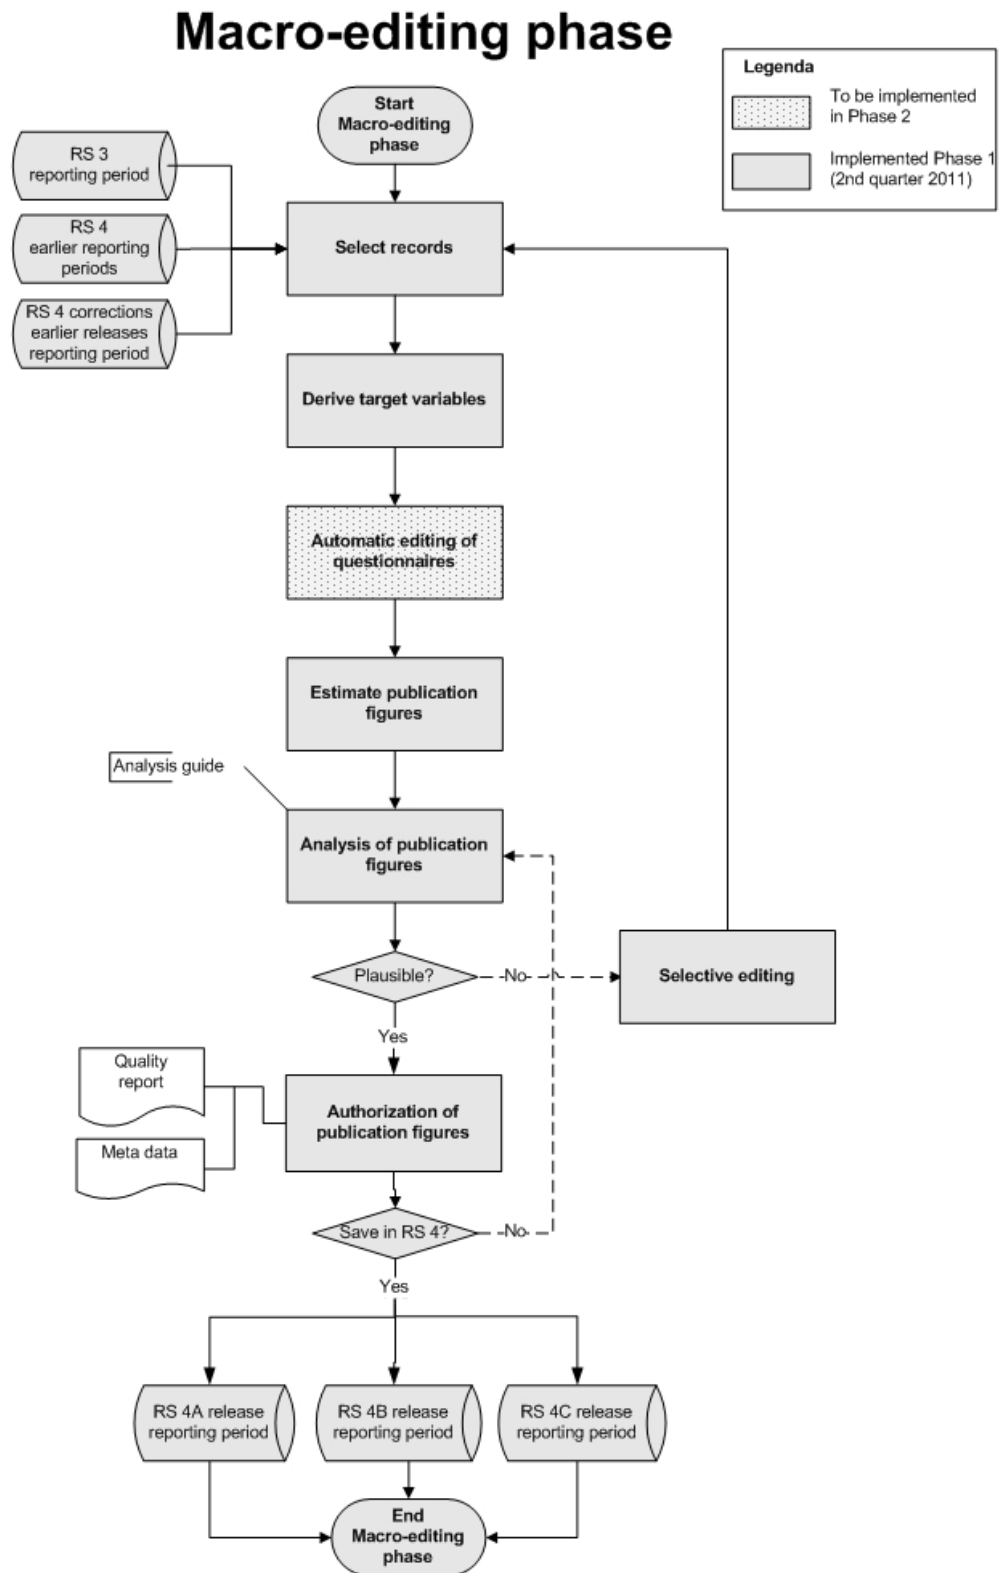 Macro-editing phase
Legenda
To be implemented
in Phase 2
Implemented Phase 1
(2nd quarter 2011)
Start
Macro-editing
phase
RS 3
reporting period
RS 4
earlier reporting
periods
RS 4 corrections
earlier releases
reporting period
Select records
Derive target variables
Automatic editing of
questionnaires
Estimate publication
figures
Analysis guide
Analysis of publication
figures
Plausible?
No
Selective editing
Yes
Quality
report
Meta data
Authorization of
publication figures
Save in RS 4?
No
Yes
RS 4A release
reporting period
RS 4B release
reporting period
RS 4C release
reporting period
End
Macro-editing
phase